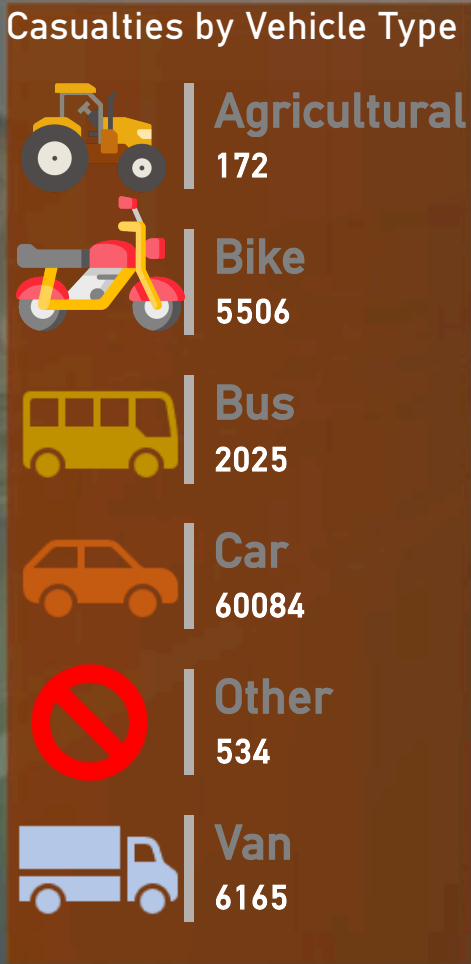 Casualties by Vehicle Type
Agricultural
172
Bike
5506
Bus
2025
Car
60084
Other
534
Van
6165